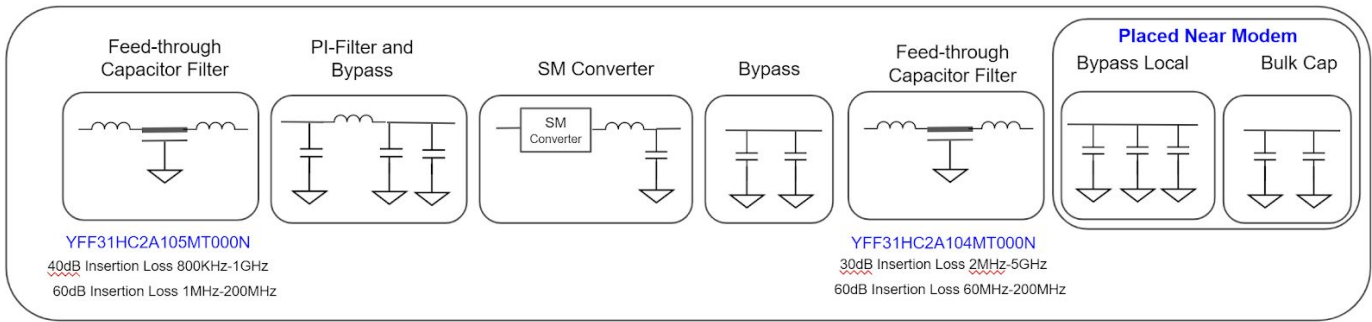 Feed-through
Capacitor Filter
PI-Filter and
Bypass
SM Converter
Bypass
Feed-through
Capacitor Filter
Placed Near Modem
Bypass Local
Bulk Cap
SM
Converter
YFF31HC2A105MT000N
40dB Insertion Loss 800KHz-1GHz
60dB Insertion Loss 1MHz-200MHz
YFF31HC2A104MT000N
30dB Insertion Loss 2MHz-5GHz
60dB Insertion Loss 60MHz-200MHz